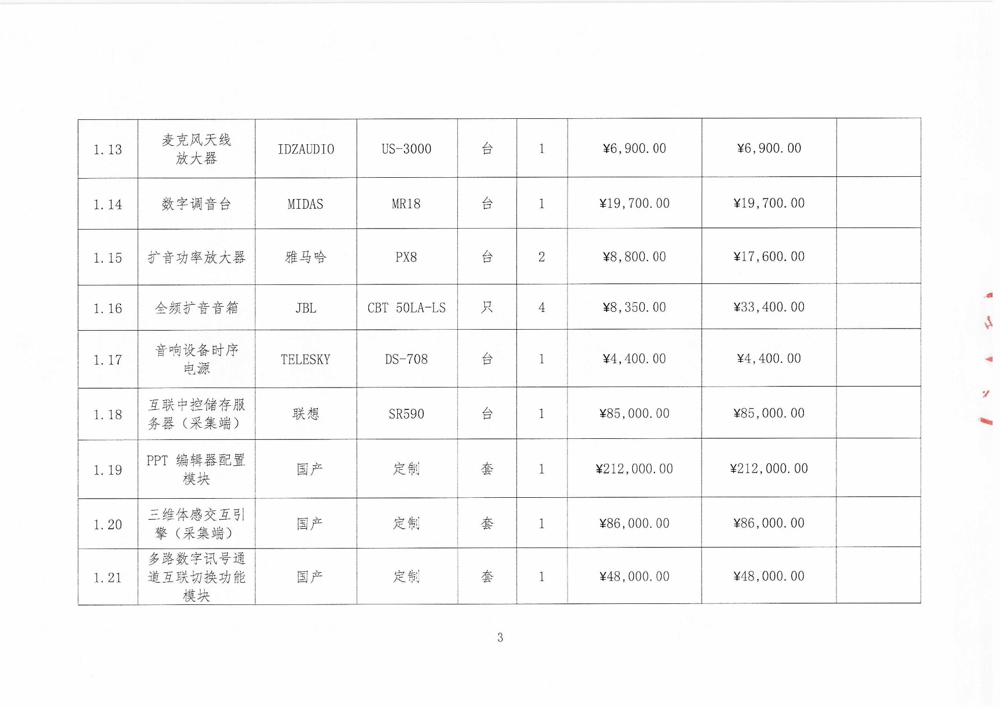 1.13 麦克风天线 IDZAUDIO US-3000 台 1 ¥6,900.00 ¥6,900.00
放大器
1.14 数字调音台 MIDAS MR18 台 1 ¥19,700.00 ¥19,700.00
1.15 扩音功率放大器 雅马哈 PX8 台 2 ¥8,800.00 ¥17,600.00
1.16 全频扩音音箱 JBL CBT 50LA-LS 只 4 ¥8,350.00 ¥33,400.00
1.17 音响设备时序 TELESKY DS-708 台 1 ¥4,400.00 ¥4,400.00
电源
1.18 互联中控储存服 联想 SR590 台 1 ¥85,000.00 ¥85,000.00
务器（采集端）
1.19 PPT 编辑器配置 国产 定制 套 1 ¥212,000.00 ¥212,000.00
模块
1.20 三维体感交互引 国产 定制 套 1 ¥86,000.00 ¥86,000.00
擎（采集端）
1.21 多路数字讯号通 国产 定制 套 1 ¥48,000.00 ¥48,000.00
道互联切换功能
模块
3